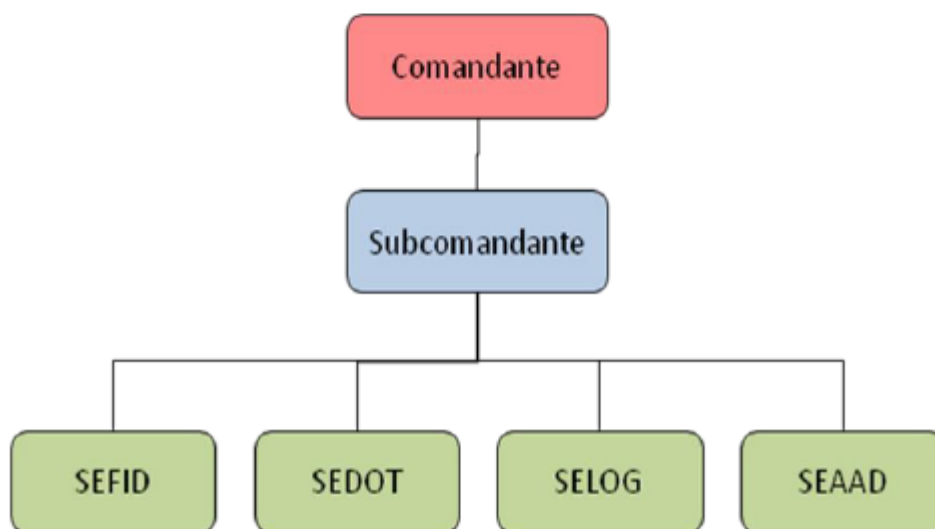 Comandante
Subcomandante
SEFID
SEDOT
SELOG
SEAAD